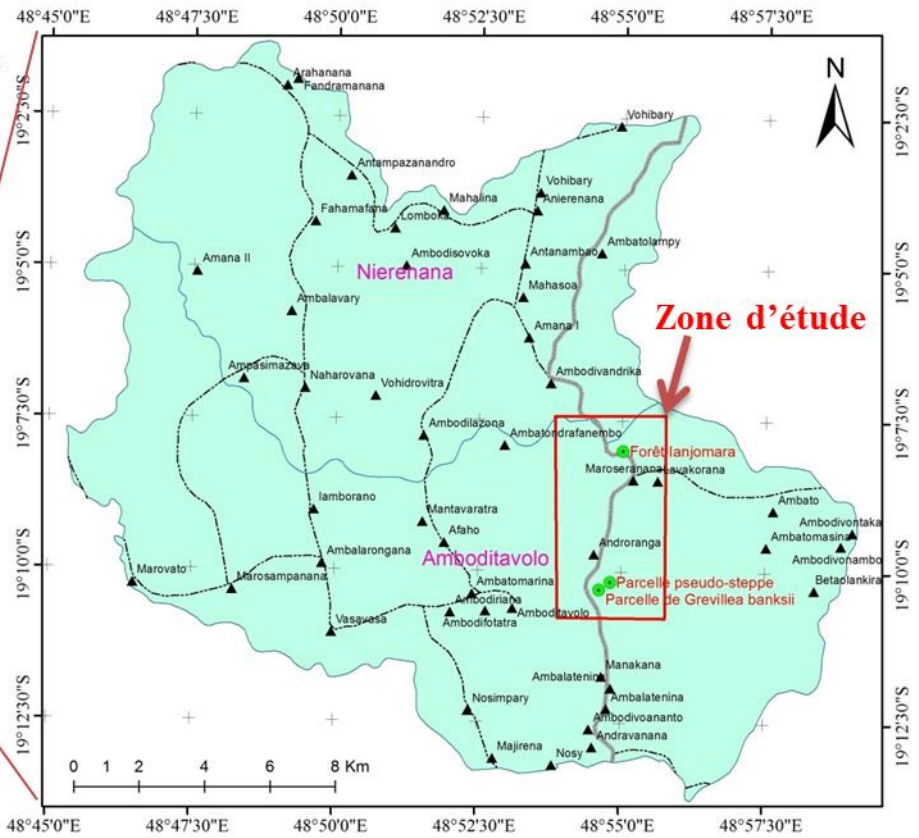 48°45'0"E 48°47'30"E 48°50'0"E 48°52'30"E 48°55'0"E 48°57'30"E
N
Arahanana
Fandramanana
19°2'30"S
19°2'30"S
Vohibary
Antampazanandro
Vohibary
Mahalina
Anierenana
Fahamafana
Lomboka
Ambatolampy
Ambodisovoka
Antanambao
19°5'0"S
19°5'0"S
Amana II
Nierenana
Mahasoa
Ambalavary
Zone d'étude
Amana I
Ampasimazava
Naharovana
Vohidrovitra
Ambodivandrika
19°7'30"S
19°7'30"S
Ambodilazona
Ambatondrafanembo
Forêt Ianjomara
Maroseranana
Lavakorana
Iamborano
Mantavaratra
Ambato
Afaho
Ambodivontaka
Androranga
Ambatomasina
Ambalarongana
Amboditavolo
Ambodivonambo
19°10'0"S
19°10'0"S
Marovato
Marosampanana
Ambatomarina
Parcelle pseudo-steppe
Betaolankira
Ambodiriana
Parcelle de Grevillea banksii
Vasavasa
Ambodifotatra
Amboditavolo
Manakana
Ambalatenina
Ambalatenina
Nosimpary
Ambodivoananto
19°12'30"S
19°12'30"S
Andravanana
Majirena
Nosy
0 1 2 4 6 8 Km
48°45'0"E 48°47'30"E 48°50'0"E 48°52'30"E 48°55'0"E 48°57'30"E